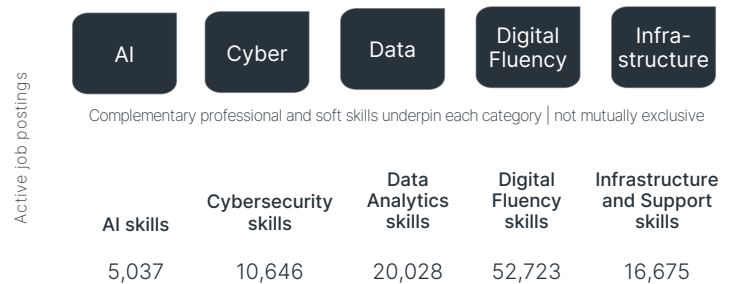 AI
Cyber
Data
Digital
Fluency
Infra-
structure
Complementary professional and soft skills underpin each category | not mutually exclusive
Active job postings
AI skills
Cybersecurity
skills
Data
Analytics
skills
Digital
Fluency
skills
Infrastructure
and Support
skills
5,037
10,646
20,028
52,723
16,675